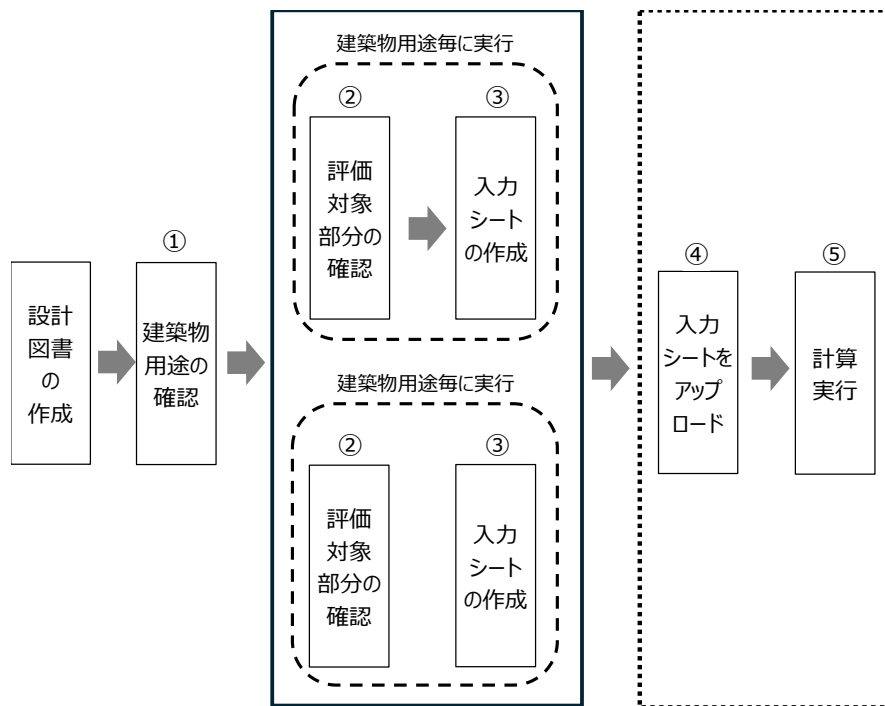 設計
図書
の
作成
①
建築物
用途の
確認
建築物用途毎に実行
②
評価
対象
部分の
確認
③
入力
シート
の作成
建築物用途毎に実行
②
評価
対象
部分の
確認
③
入力
シート
の作成
④
入力
シートを
アップ
ロード
⑤
計算
実行